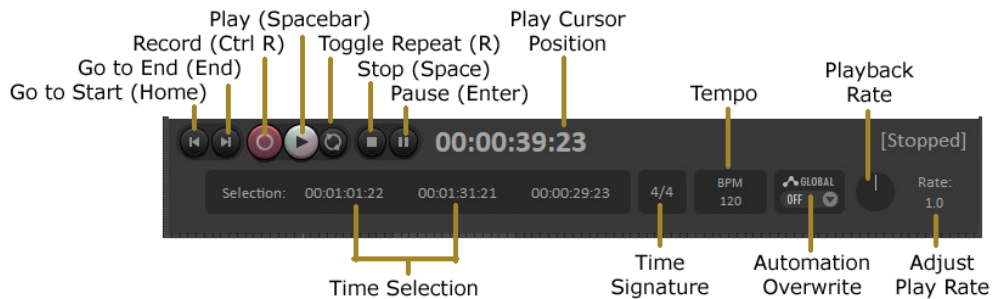 Play (Spacebar)
Play Cursor
Position
Record (Ctrl R)
Toggle Repeat (R)
Go to End (End)
Stop (Space)
Playback
Rate
Go to Start (Home)
Pause (Enter)
Tempo
00:00:39:23
[Stopped]
Selection: 00:01:01:22 00:01:31:21 00:00:29:23
4/4
BPM
120
GLOBAL
OFF
Rate:
1.0
Time Selection
Time
Signature
Automation
Overwrite
Adjust
Play Rate